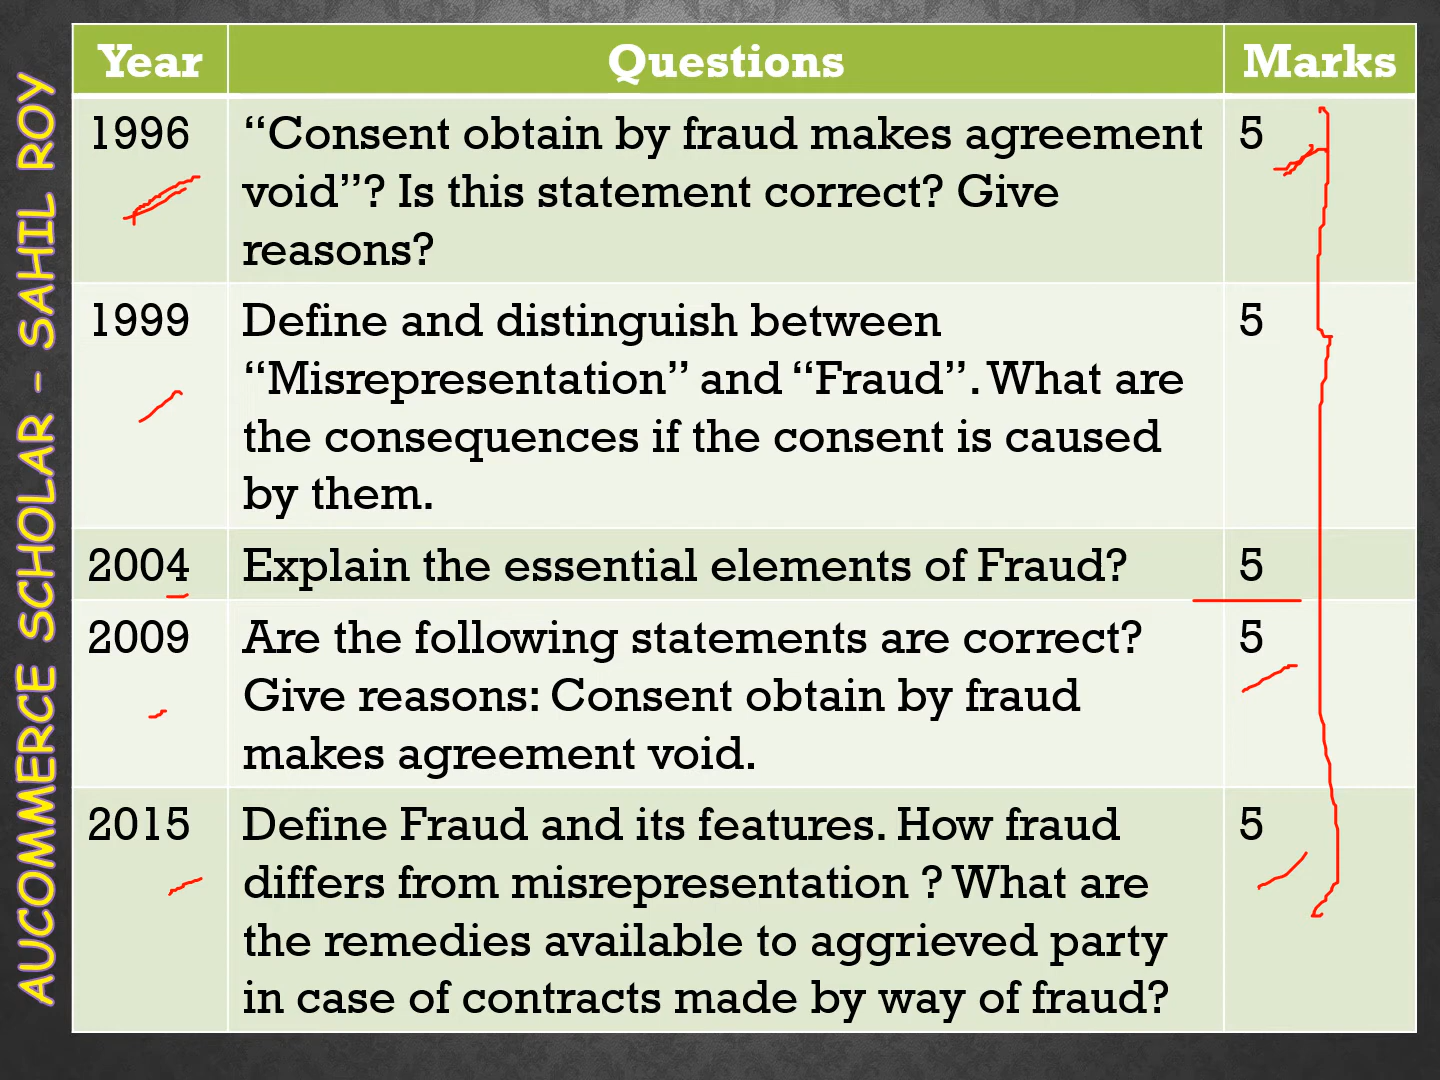 AUCOMMERCE SCHOLAR – SAHIL ROY
Year Questions Marks
1996 “Consent obtain by fraud makes agreement 5
void”? Is this statement correct? Give
reasons?
1999 Define and distinguish between 5
“Misrepresentation” and “Fraud”. What are
the consequences if the consent is caused
by them.
2004 Explain the essential elements of Fraud? 5
2009 Are the following statements are correct? 5
Give reasons: Consent obtain by fraud
makes agreement void.
2015 Define Fraud and its features. How fraud 5
differs from misrepresentation ? What are
the remedies available to aggrieved party
in case of contracts made by way of fraud?